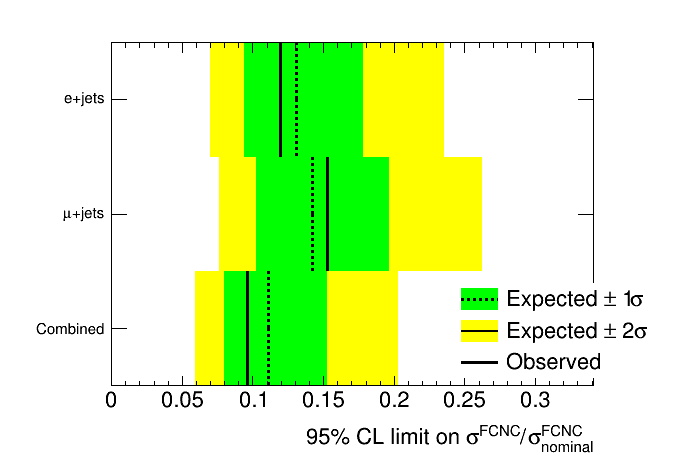 e+jets
μ+jets
Combined
Expected ± 1σ
Expected ± 2σ
Observed
0 0.05 0.1 0.15 0.2 0.25 0.3
95% CL limit on σ^FCNC/σ^FCNC_nominal